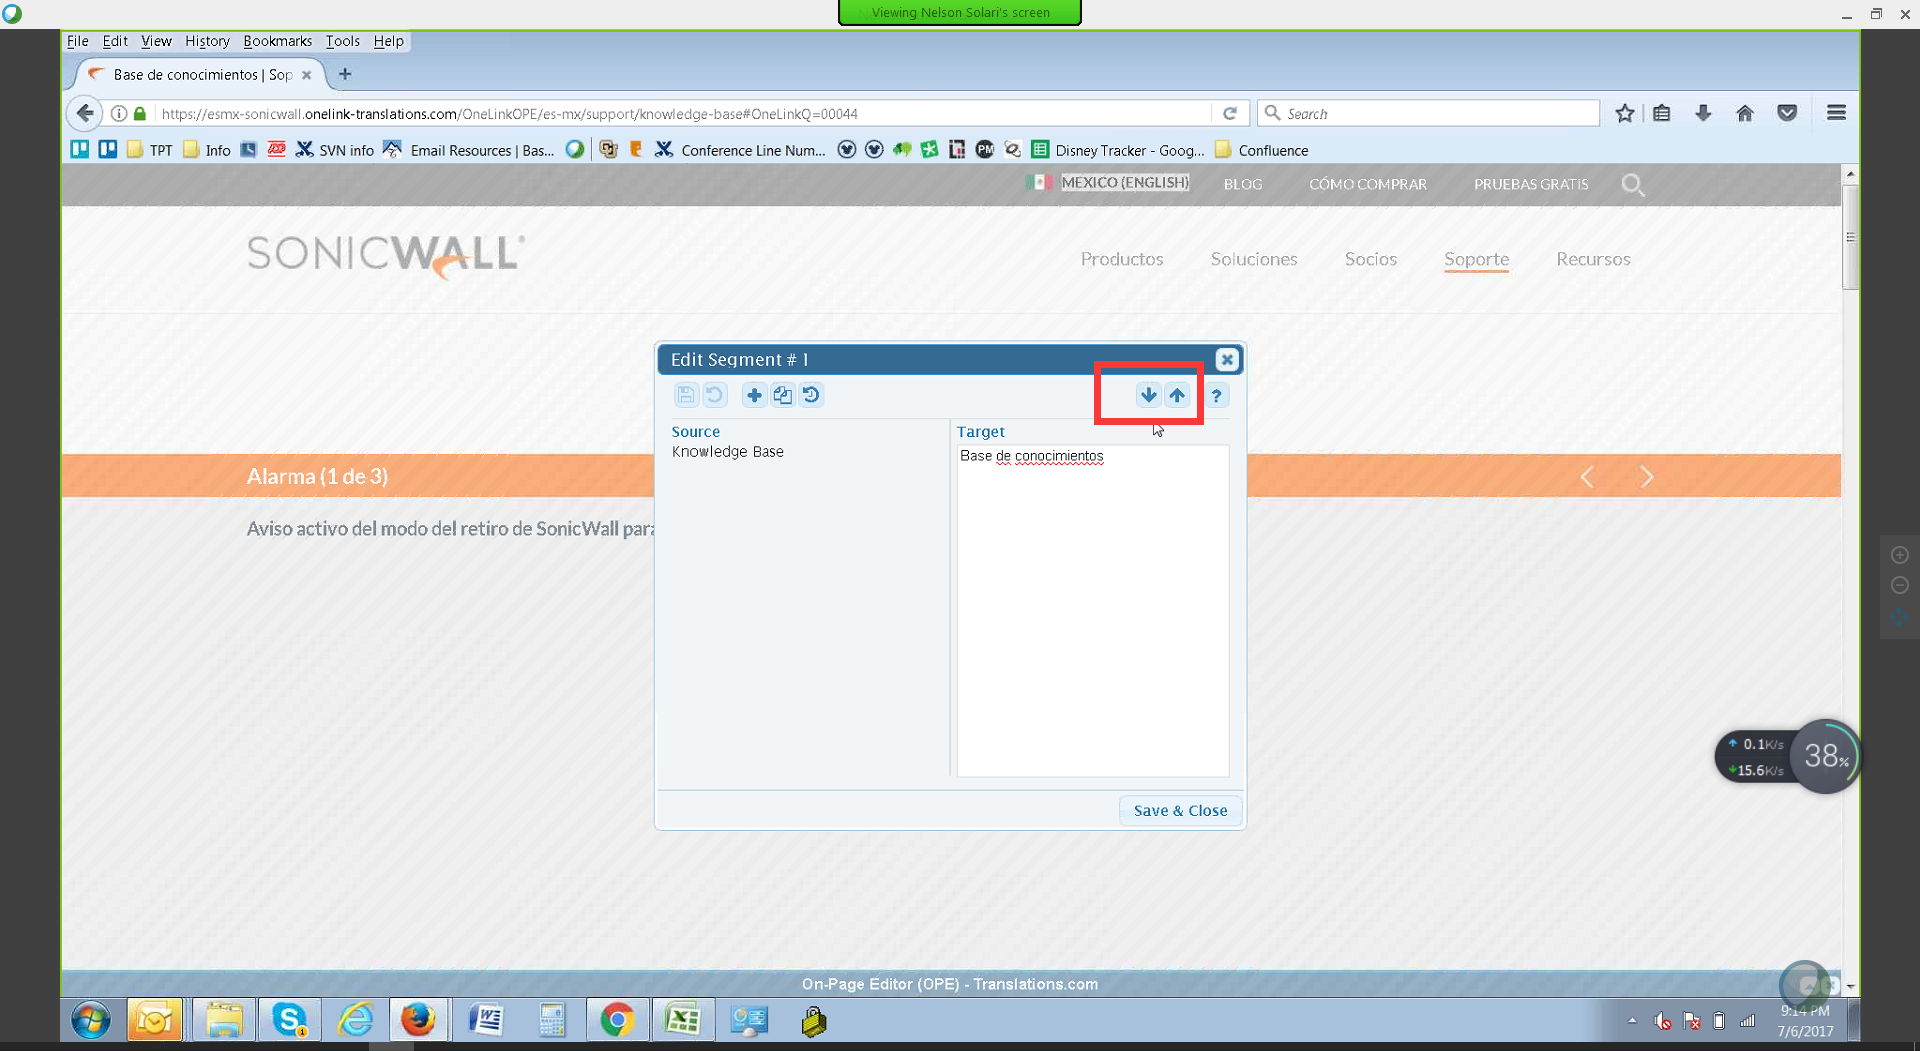 Viewing Nelson Solari's screen
File Edit View History Bookmarks Tools Help
Base de conocimientos | Sop
https://esmx-sonicwall.onelink-translations.com/OneLinkOPE/es-mx/support/knowledge-base#OneLinkQ=00044
Search
TPT Info SVN info Email Resources | Bas... Conference Line Num... PM Disney Tracker - Goog... Confluence
MEXICO (ENGLISH) BLOG CÓMO COMPRAR PRUEBAS GRATIS
SONICWALL
Productos Soluciones Socios Soporte Recursos
Edit Segment # 1
?
Source Target
Knowledge Base
Base de conocimientos
Alarma (1 de 3)
Aviso activo del modo del retiro de SonicWall para
0.1K/s
15.6K/s
38%
Save & Close
On-Page Editor (OPE) - Translations.com
9:14 PM
7/6/2017